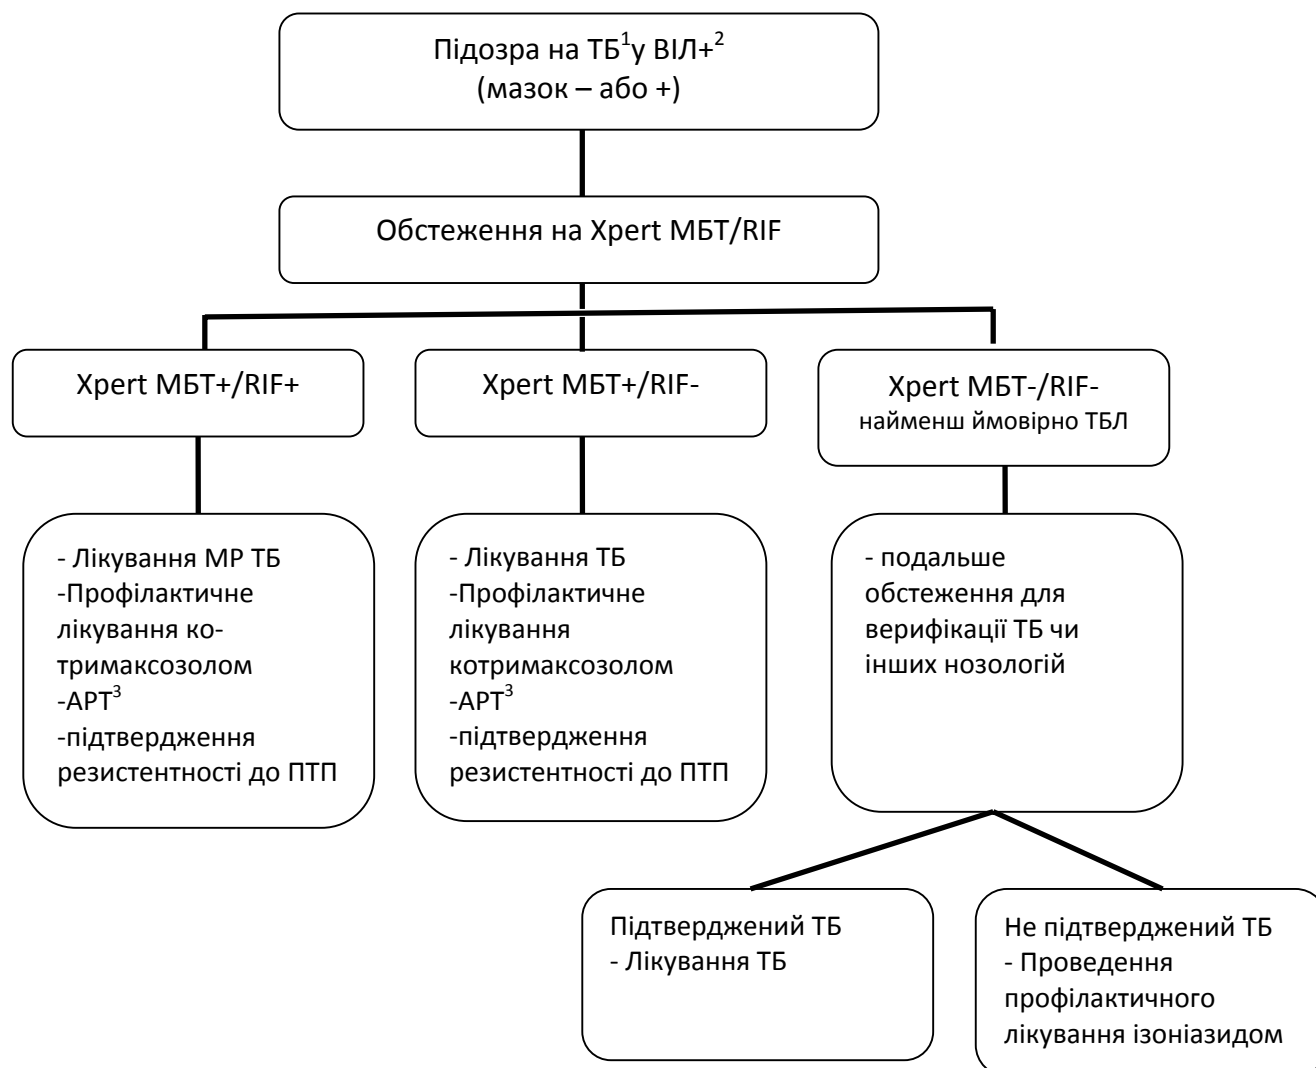 Підозра на ТБ¹у ВІЛ+²
(мазок – або +)
Обстеження на Xpert МБТ/RIF
Xpert МБТ+/RIF+
Xpert МБТ+/RIF-
Xpert МБТ-/RIF-
найменш ймовірно ТБЛ
- Лікування МР ТБ
-Профілактичне
лікування ко-
тримаксозолом
-АРТ³
-підтвердження
резистентності до ПТП
- Лікування ТБ
-Профілактичне
лікування
котримаксозолом
-АРТ³
-підтвердження
резистентності до ПТП
- подальше
обстеження для
верифікації ТБ чи
інших нозологій
Підтверджений ТБ
- Лікування ТБ
Не підтверджений ТБ
- Проведення
профілактичного
лікування ізоніазидом